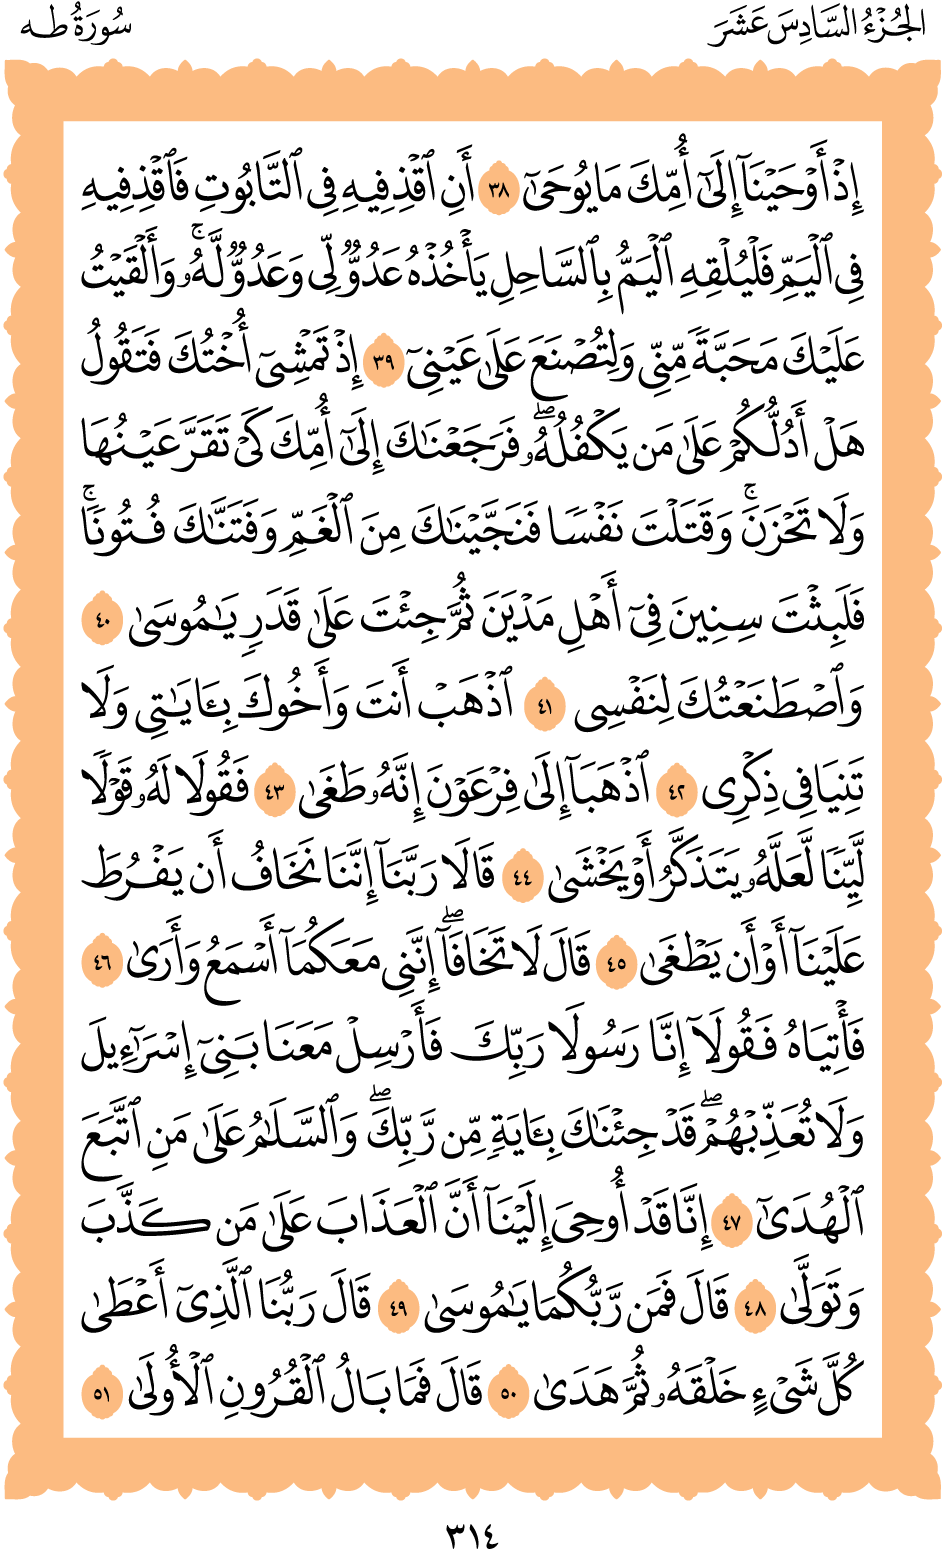 الجُزْءُ السَّادِسَ عَشَرَ
سُورَةُ طه
إِذْ أَوْحَيْنَآ إِلَىٰٓ أُمِّكَ مَا يُوحَىٰٓ ٣٨ أَنِ ٱقْذِفِيهِ فِى ٱلتَّابُوتِ فَٱقْذِفِيهِ
فِى ٱلْيَمِّ فَلْيُلْقِهِ ٱلْيَمُّ بِٱلسَّاحِلِ يَأْخُذْهُ عَدُوٌّ لِّى وَعَدُوٌّ لَّهُۥ ۚ وَأَلْقَيْتُ
عَلَيْكَ مَحَبَّةً مِّنِّى وَلِتُصْنَعَ عَلَىٰ عَيْنِىٓ ٣٩ إِذْ تَمْشِىٓ أُخْتُكَ فَتَقُولُ
هَلْ أَدُلُّكُمْ عَلَىٰ مَن يَكْفُلُهُۥ ۖ فَرَجَعْنَٰكَ إِلَىٰٓ أُمِّكَ كَىْ تَقَرَّ عَيْنُهَا
وَلَا تَحْزَنَ ۚ وَقَتَلْتَ نَفْسًا فَنَجَّيْنَٰكَ مِنَ ٱلْغَمِّ وَفَتَنَّٰكَ فُتُونًا ۚ
فَلَبِثْتَ سِنِينَ فِىٓ أَهْلِ مَدْيَنَ ثُمَّ جِئْتَ عَلَىٰ قَدَرٍ يَٰمُوسَىٰ ٤٠
وَٱصْطَنَعْتُكَ لِنَفْسِى ٤١ ٱذْهَبْ أَنتَ وَأَخُوكَ بِـَٔايَٰتِى وَلَا
تَنِيَا فِى ذِكْرِى ٤٢ ٱذْهَبَآ إِلَىٰ فِرْعَوْنَ إِنَّهُۥ طَغَىٰ ٤٣ فَقُولَا لَهُۥ قَوْلًا
لَّيِّنًا لَّعَلَّهُۥ يَتَذَكَّرُ أَوْ يَخْشَىٰ ٤٤ قَالَا رَبَّنَآ إِنَّنَا نَخَافُ أَن يَفْرُطَ
عَلَيْنَآ أَوْ أَن يَطْغَىٰ ٤٥ قَالَ لَا تَخَافَآ ۖ إِنَّنِى مَعَكُمَآ أَسْمَعُ وَأَرَىٰ ٤٦
فَأْتِيَاهُ فَقُولَآ إِنَّا رَسُولَا رَبِّكَ فَأَرْسِلْ مَعَنَا بَنِىٓ إِسْرَٰٓءِيلَ
وَلَا تُعَذِّبْهُمْ ۖ قَدْ جِئْنَٰكَ بِـَٔايَةٍ مِّن رَّبِّكَ ۖ وَٱلسَّلَٰمُ عَلَىٰ مَنِ ٱتَّبَعَ
ٱلْهُدَىٰٓ ٤٧ إِنَّا قَدْ أُوحِىَ إِلَيْنَآ أَنَّ ٱلْعَذَابَ عَلَىٰ مَن كَذَّبَ
وَتَوَلَّىٰ ٤٨ قَالَ فَمَن رَّبُّكُمَا يَٰمُوسَىٰ ٤٩ قَالَ رَبُّنَا ٱلَّذِىٓ أَعْطَىٰ
كُلَّ شَىْءٍ خَلْقَهُۥ ثُمَّ هَدَىٰ ٥٠ قَالَ فَمَا بَالُ ٱلْقُرُونِ ٱلْأُولَىٰ ٥١
٣١٤